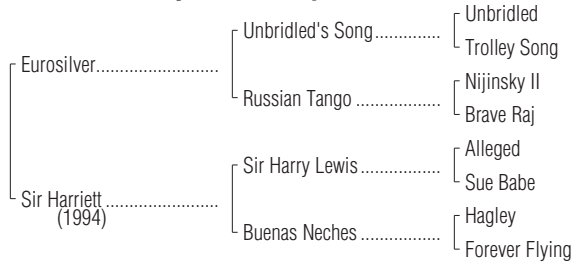 Unbridled
Unbridled's Song..............
Trolley Song
Eurosilver..........................
Nijinsky II
Russian Tango ..................
Brave Raj
Alleged
Sir Harry Lewis.................
Sue Babe
Sir Harriett ........................
(1994)
Hagley
Buenas Neches ..................
Forever Flying